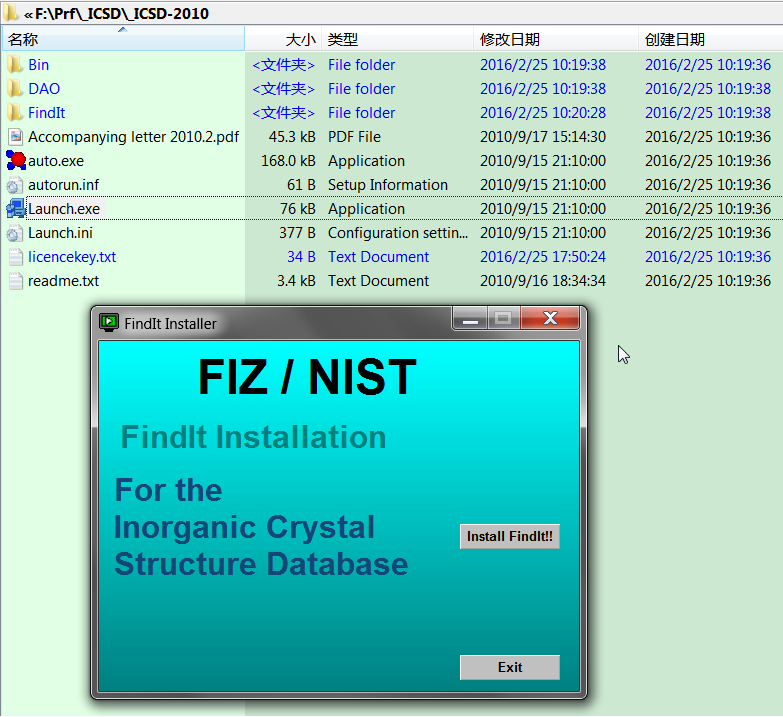 « F:\Prf\_ICSD\_ICSD-2010
名称 大小 类型 修改日期 创建日期
Bin <文件夹> File folder 2016/2/25 10:19:38 2016/2/25 10:19:36
DAO <文件夹> File folder 2016/2/25 10:19:38 2016/2/25 10:19:38
FindIt <文件夹> File folder 2016/2/25 10:20:28 2016/2/25 10:19:38
Accompanying letter 2010.2.pdf 45.3 kB PDF File 2010/9/17 15:14:30 2016/2/25 10:19:36
auto.exe 168.0 kB Application 2010/9/15 21:10:00 2016/2/25 10:19:36
autorun.inf 61 B Setup Information 2010/9/15 21:10:00 2016/2/25 10:19:36
Launch.exe 76 kB Application 2010/9/15 21:10:00 2016/2/25 10:19:36
Launch.ini 377 B Configuration settin... 2010/9/15 21:10:00 2016/2/25 10:19:36
licencekey.txt 34 B Text Document 2016/2/25 17:50:24 2016/2/25 10:19:36
readme.txt 3.4 kB Text Document 2010/9/16 18:34:34 2016/2/25 10:19:36
FindIt Installer
FIZ / NIST
FindIt Installation
For the
Inorganic Crystal
Structure Database
Install FindIt!!
Exit